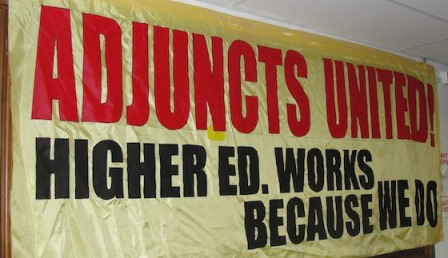 ADJUNCTS UNITED!
HIGHER ED. WORKS
BECAUSE WE DO